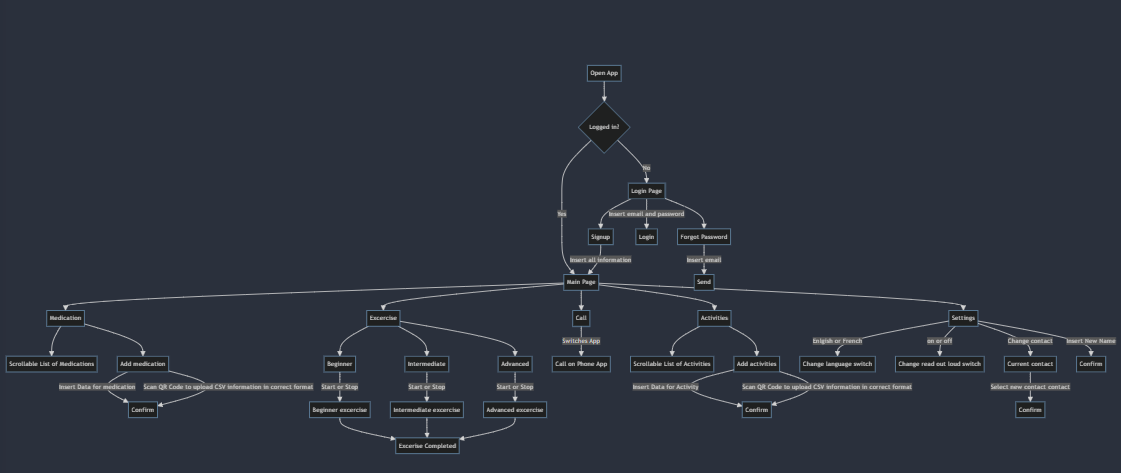 Open App
Logged in?
No
Login Page
Yes
Insert email and password
Signup
Login
Forgot Password
Insert all information
Insert email
Main Page
Send
Medication
Excercise
Call
Activities
Settings
Switches App
Enlgish or French
on or off
Change contact
Insert New Name
Scrollable List of Medications
Add medication
Beginner
Intermediate
Advanced
Call on Phone App
Scrollable List of Activities
Add activities
Change language switch
Change read out loud switch
Current contact
Confirm
Insert Data for medication
Scan QR Code to upload CSV information in correct format
Start or Stop
Start or Stop
Start or Stop
Insert Data for Activity
Scan QR Code to upload CSV information in correct format
Select new contact contact
Confirm
Beginner excercise
Intermediate excercise
Advanced excercise
Confirm
Confirm
Excerise Completed